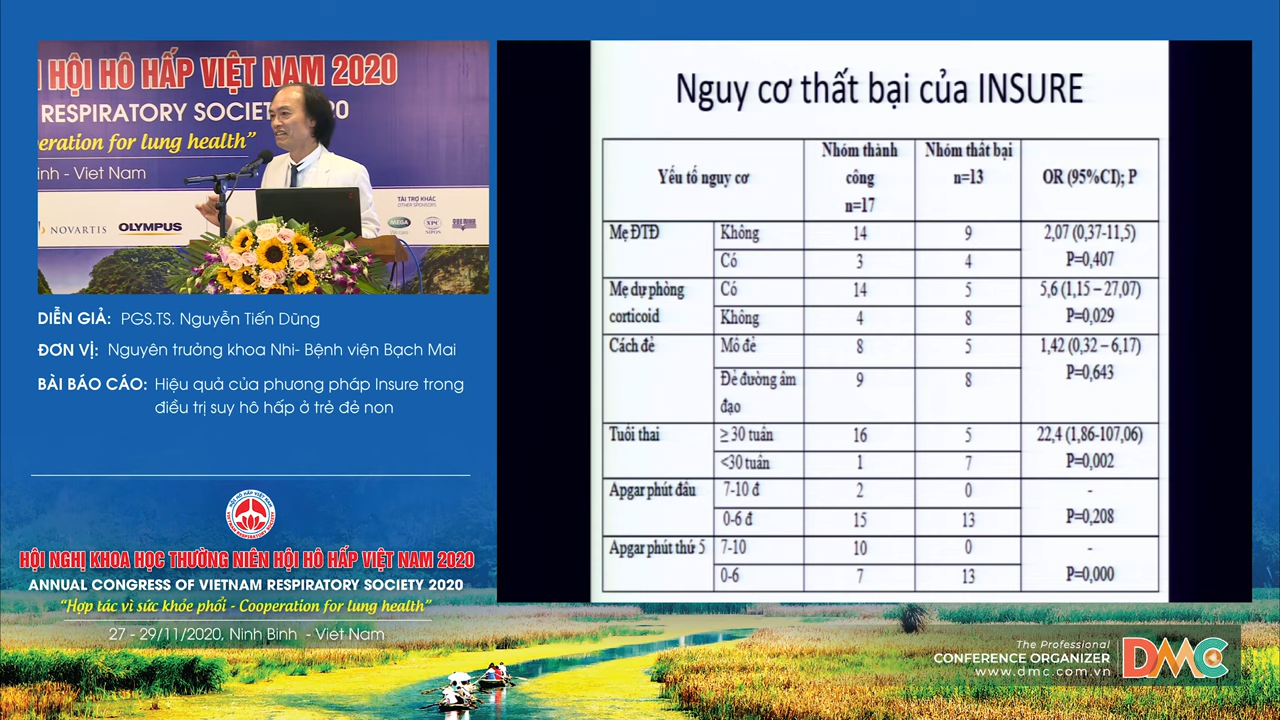 HỘI HÔ HẤP VIỆT NAM 2020
RESPIRATORY SOCIETY 2020
eration for lung health”
inh - Viet Nam
TÀI TRỢ KHÁC
OTHER SPONSORS
NOVARTIS
OLYMPUS
MEGA
NIPON
DIỄN GIẢ: PGS.TS. Nguyễn Tiến Dũng
ĐƠN VỊ: Nguyên trưởng khoa Nhi- Bệnh viện Bạch Mai
BÀI BÁO CÁO: Hiệu quả của phương pháp Insure trong
điều trị suy hô hấp ở trẻ đẻ non
HỘI NGHỊ KHOA HỌC THƯỜNG NIÊN HỘI HÔ HẤP VIỆT NAM 2020
ANNUAL CONGRESS OF VIETNAM RESPIRATORY SOCIETY 2020
“Hợp tác vì sức khỏe phổi - Cooperation for lung health”
27 - 29/11/2020, Ninh Bình - Việt Nam
Nguy cơ thất bại của INSURE
Yếu tố nguy cơ
Nhóm thành
công
n=17
Nhóm thất bại
n=13
OR (95%CI); P
Mẹ ĐTĐ Không 14 9 2,07 (0,37-11,5)
Có 3 4 P=0,407
Mẹ dự phòng Có 14 5 5,6 (1,15 – 27,07)
corticoid Không 4 8 P=0,029
Cách đẻ Mổ đẻ 8 5 1,42 (0,32 – 6,17)
Đẻ đường âm 9 8 P=0,643
đạo
Tuổi thai ≥ 30 tuần 16 5 22,4 (1,86-107,06)
<30 tuần 1 7 P=0,002
Apgar phút đầu 7-10 đ 2 0 -
0-6 đ 15 13 P=0,208
Apgar phút thứ 5 7-10 10 0 -
0-6 7 13 P=0,000
The Professional
CONFERENCE ORGANIZER
www.dmc.com.vn
DMC